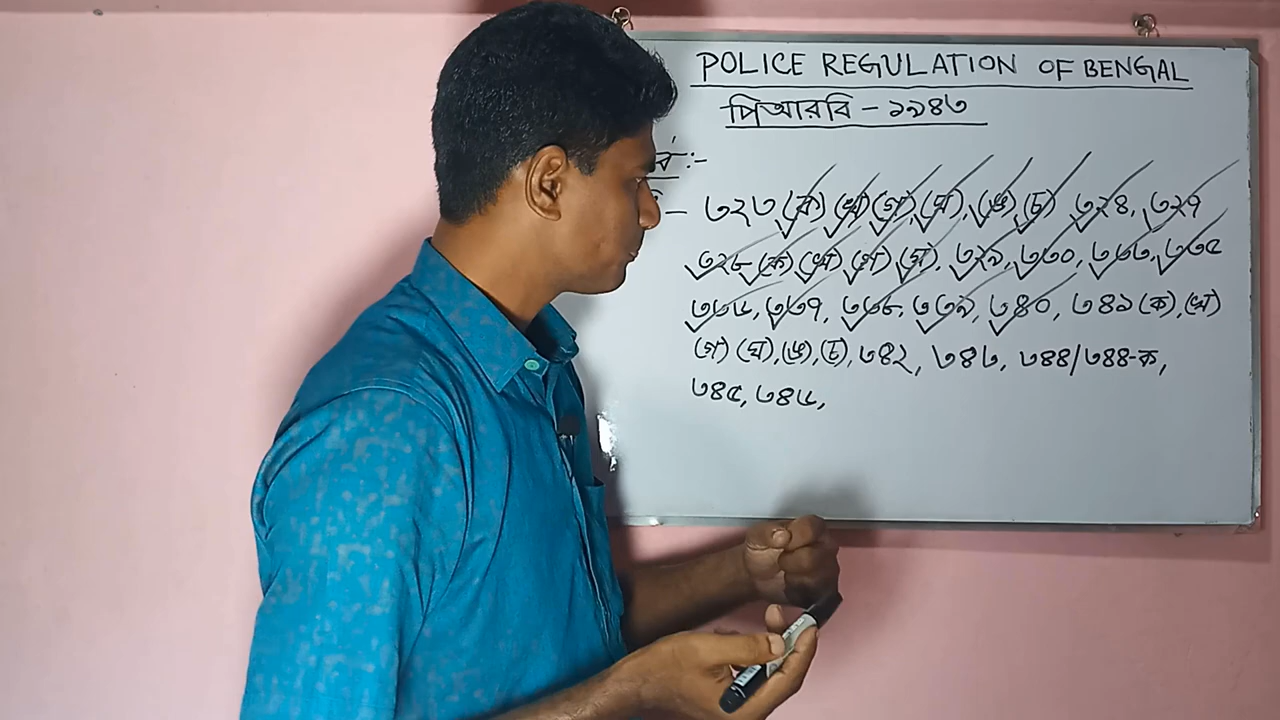 POLICE REGULATION OF BENGAL
পিআরবি - ১৯৪৩
:-
- ৩২৩ (ক) (খ) (গ), (ঘ), (ঙ), (চ) ৩২৪, ৩২৭
৩২৮ (ক) (খ) (গ), ৩২৯, ৩৩০, ৩৩৩, ৩৩৫
৩৩৬, ৩৩৭, ৩৩৮, ৩৩৯, ৩৪০, ৩৪১ (ক), (খ)
(গ) (ঘ), (ঙ), (চ), ৩৪২, ৩৪৩, ৩৪৪/৩৪৪-ক,
৩৪৫, ৩৪৬,